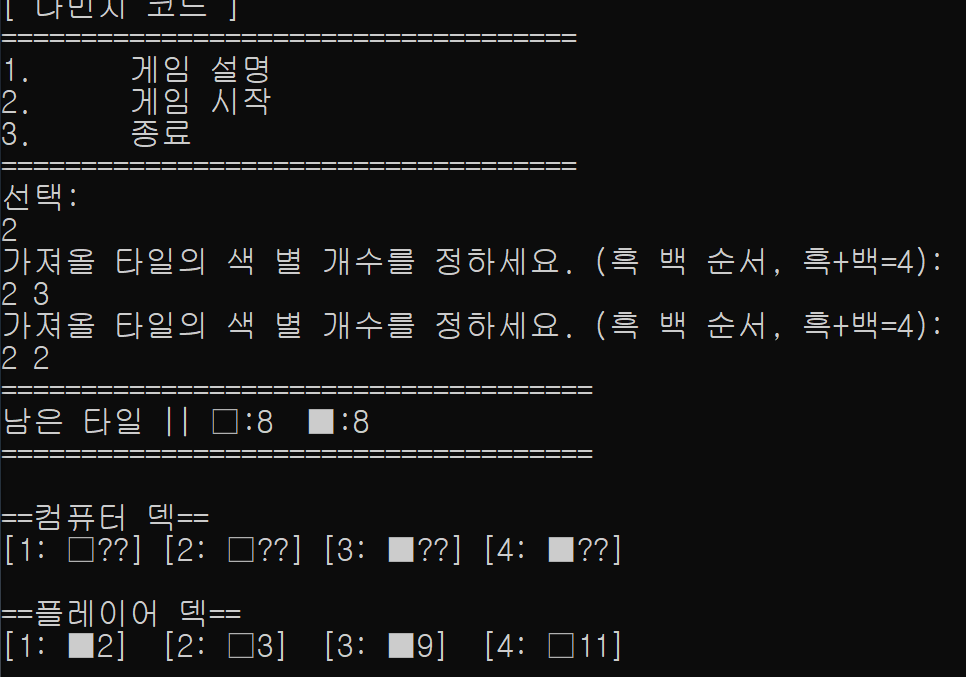 [ 다빈치 코드 ]
====================================
1.      게임 설명
2.      게임 시작
3.      종료
====================================
선택:
2
가져올 타일의 색 별 개수를 정하세요. (흑 백 순서, 흑+백=4):
2 3
가져올 타일의 색 별 개수를 정하세요. (흑 백 순서, 흑+백=4):
2 2
=====================================
남은 타일 || □:8  ■:8
=====================================
==컴퓨터 덱==
[1: □??] [2: □??] [3: ■??] [4: ■??]
==플레이어 덱==
[1: ■2]  [2: □3]  [3: ■9]  [4: □11]